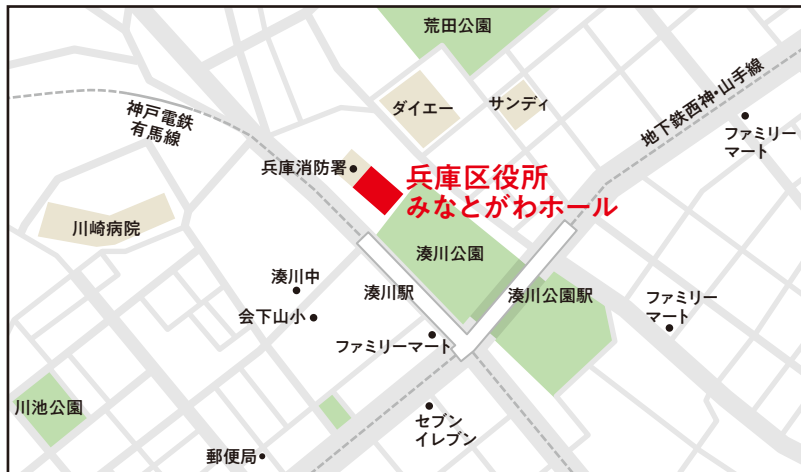 荒田公園
ダイエー
サンディ
地下鉄西神・山手線
神戸電鉄
有馬線
ファミリー
マート
兵庫消防署
兵庫区役所
みなとがわホール
川崎病院
湊川公園
湊川中
湊川駅
湊川公園駅
ファミリー
マート
会下山小
ファミリーマート
川池公園
セブン
イレブン
郵便局